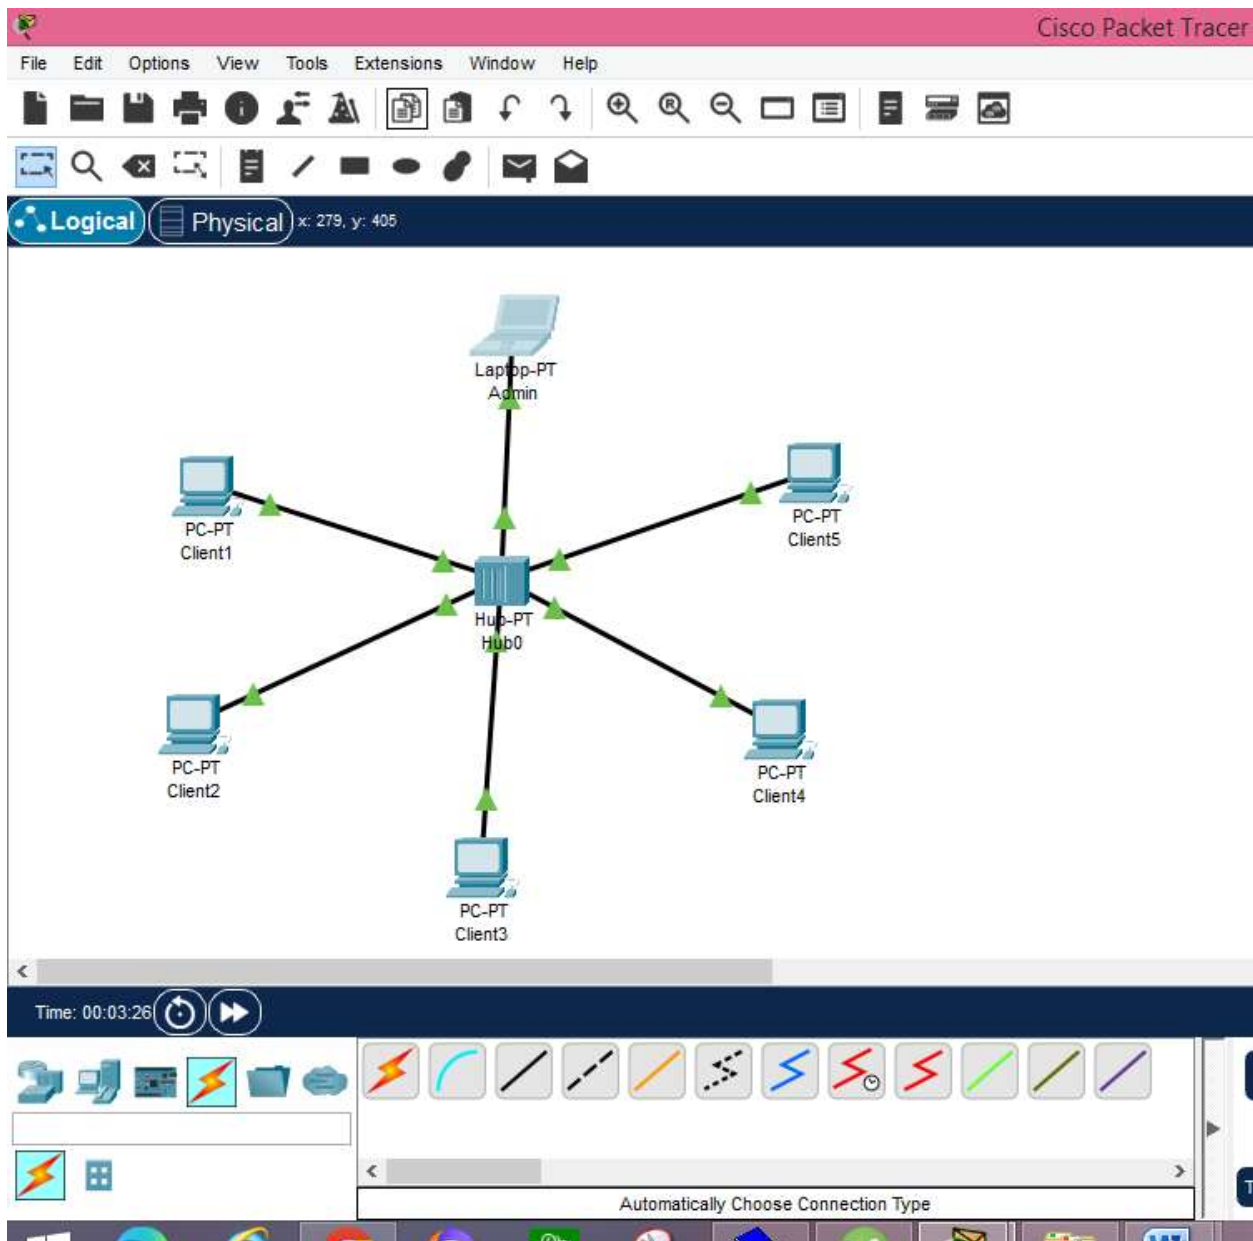 Cisco Packet Tracer
File Edit Options View Tools Extensions Window Help
Logical Physical x: 279, y: 405
Laptop-PT
Admin
PC-PT
Client1
PC-PT
Client5
Hub-PT
Hub0
PC-PT
Client2
PC-PT
Client4
PC-PT
Client3
Time: 00:03:26
Automatically Choose Connection Type